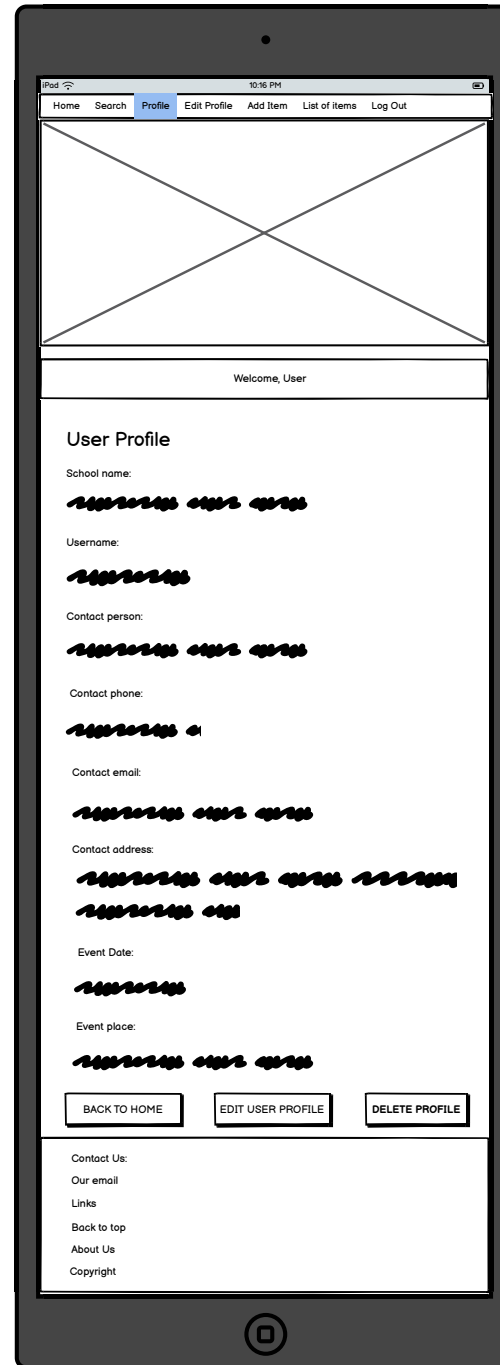 iPad 10:16 PM
Home Search Profile Edit Profile Add Item List of items Log Out
Welcome, User
User Profile
School name:
Username:
Contact person:
Contact phone:
Contact email:
Contact address:
Event Date:
Event place:
BACK TO HOME EDIT USER PROFILE DELETE PROFILE
Contact Us:
Our email
Links
Back to top
About Us
Copyright